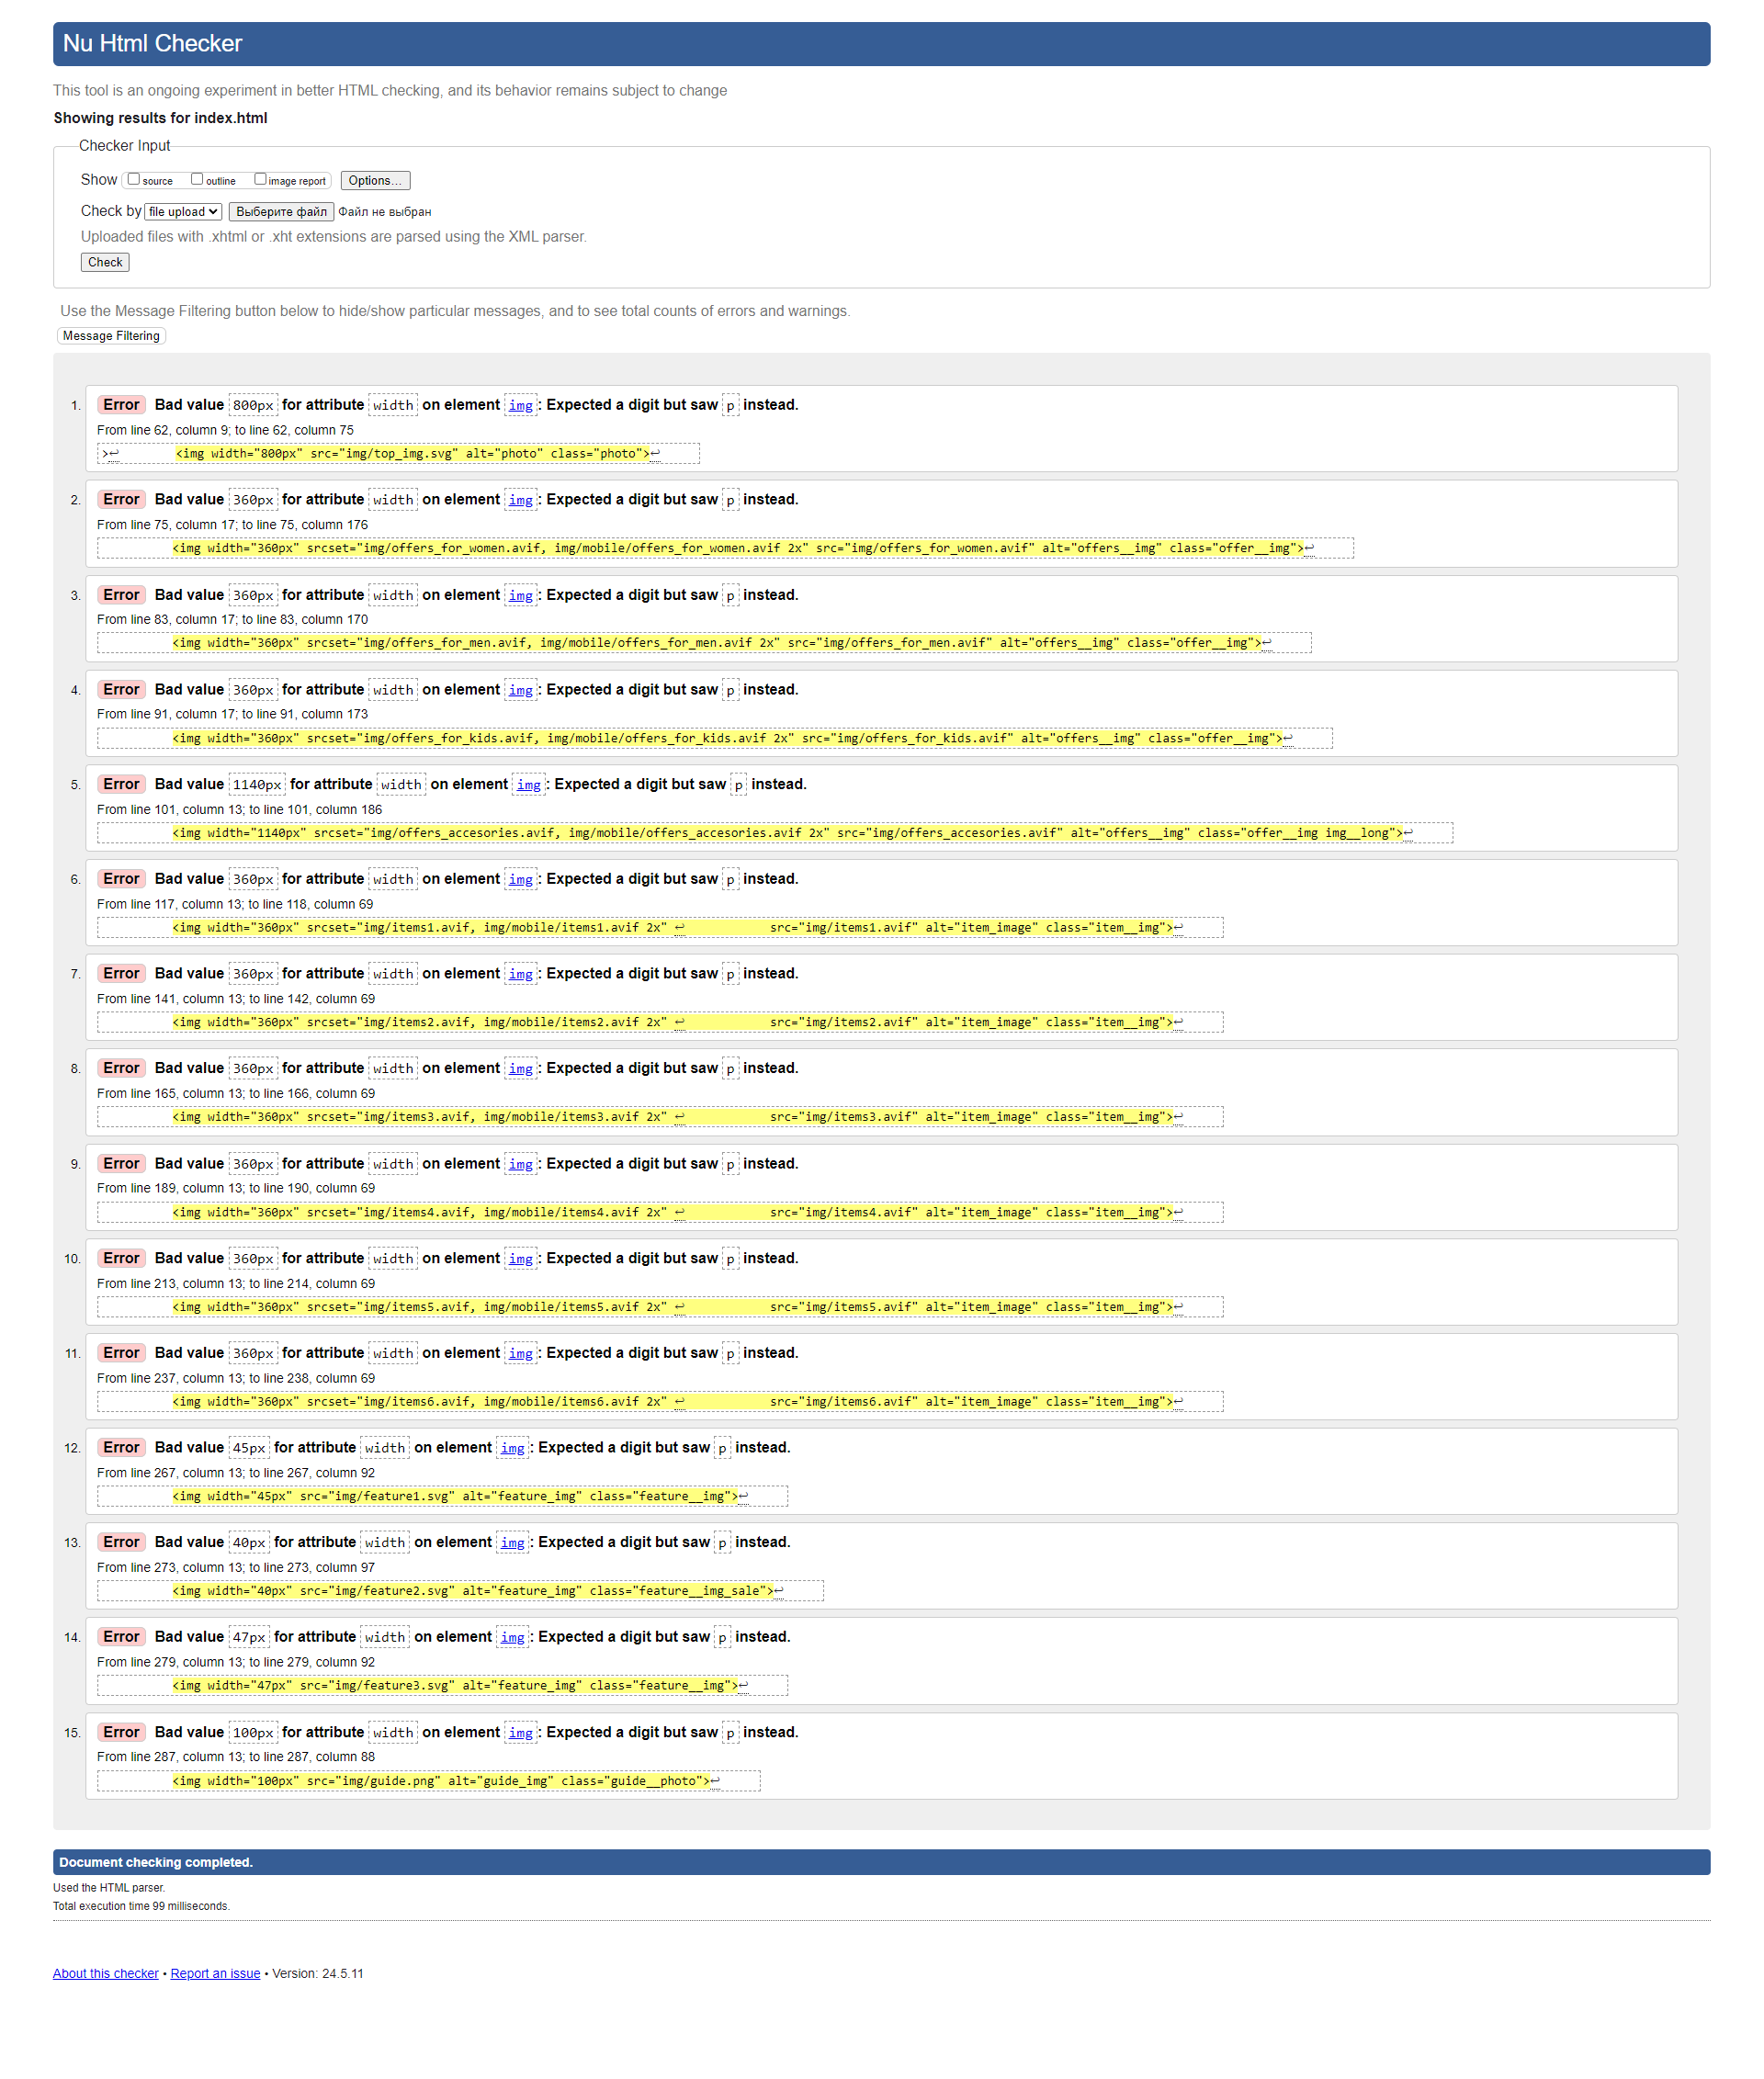 Nu Html Checker
This tool is an ongoing experiment in better HTML checking, and its behavior remains subject to change
Showing results for index.html
Checker Input
Show source outline image report Options...
Check by file upload Выберите файл Файл не выбран
Uploaded files with .xhtml or .xht extensions are parsed using the XML parser.
Check
Use the Message Filtering button below to hide/show particular messages, and to see total counts of errors and warnings.
Message Filtering
1. Error Bad value 800px for attribute width on element img: Expected a digit but saw p instead.
From line 62, column 9; to line 62, column 75
>↩ <img width="800px" src="img/top_img.svg" alt="photo" class="photo">↩
2. Error Bad value 360px for attribute width on element img: Expected a digit but saw p instead.
From line 75, column 17; to line 75, column 176
<img width="360px" srcset="img/offers_for_women.avif, img/mobile/offers_for_women.avif 2x" src="img/offers_for_women.avif" alt="offers__img" class="offer__img">↩
3. Error Bad value 360px for attribute width on element img: Expected a digit but saw p instead.
From line 83, column 17; to line 83, column 170
<img width="360px" srcset="img/offers_for_men.avif, img/mobile/offers_for_men.avif 2x" src="img/offers_for_men.avif" alt="offers__img" class="offer__img">↩
4. Error Bad value 360px for attribute width on element img: Expected a digit but saw p instead.
From line 91, column 17; to line 91, column 173
<img width="360px" srcset="img/offers_for_kids.avif, img/mobile/offers_for_kids.avif 2x" src="img/offers_for_kids.avif" alt="offers__img" class="offer__img">↩
5. Error Bad value 1140px for attribute width on element img: Expected a digit but saw p instead.
From line 101, column 13; to line 101, column 186
<img width="1140px" srcset="img/offers_accesories.avif, img/mobile/offers_accesories.avif 2x" src="img/offers_accesories.avif" alt="offers__img" class="offer__img img__long">↩
6. Error Bad value 360px for attribute width on element img: Expected a digit but saw p instead.
From line 117, column 13; to line 118, column 69
<img width="360px" srcset="img/items1.avif, img/mobile/items1.avif 2x" ↩ src="img/items1.avif" alt="item_image" class="item__img">↩
7. Error Bad value 360px for attribute width on element img: Expected a digit but saw p instead.
From line 141, column 13; to line 142, column 69
<img width="360px" srcset="img/items2.avif, img/mobile/items2.avif 2x" ↩ src="img/items2.avif" alt="item_image" class="item__img">↩
8. Error Bad value 360px for attribute width on element img: Expected a digit but saw p instead.
From line 165, column 13; to line 166, column 69
<img width="360px" srcset="img/items3.avif, img/mobile/items3.avif 2x" ↩ src="img/items3.avif" alt="item_image" class="item__img">↩
9. Error Bad value 360px for attribute width on element img: Expected a digit but saw p instead.
From line 189, column 13; to line 190, column 69
<img width="360px" srcset="img/items4.avif, img/mobile/items4.avif 2x" ↩ src="img/items4.avif" alt="item_image" class="item__img">↩
10. Error Bad value 360px for attribute width on element img: Expected a digit but saw p instead.
From line 213, column 13; to line 214, column 69
<img width="360px" srcset="img/items5.avif, img/mobile/items5.avif 2x" ↩ src="img/items5.avif" alt="item_image" class="item__img">↩
11. Error Bad value 360px for attribute width on element img: Expected a digit but saw p instead.
From line 237, column 13; to line 238, column 69
<img width="360px" srcset="img/items6.avif, img/mobile/items6.avif 2x" ↩ src="img/items6.avif" alt="item_image" class="item__img">↩
12. Error Bad value 45px for attribute width on element img: Expected a digit but saw p instead.
From line 267, column 13; to line 267, column 92
<img width="45px" src="img/feature1.svg" alt="feature_img" class="feature__img">↩
13. Error Bad value 40px for attribute width on element img: Expected a digit but saw p instead.
From line 273, column 13; to line 273, column 97
<img width="40px" src="img/feature2.svg" alt="feature_img" class="feature__img_sale">↩
14. Error Bad value 47px for attribute width on element img: Expected a digit but saw p instead.
From line 279, column 13; to line 279, column 92
<img width="47px" src="img/feature3.svg" alt="feature_img" class="feature__img">↩
15. Error Bad value 100px for attribute width on element img: Expected a digit but saw p instead.
From line 287, column 13; to line 287, column 88
<img width="100px" src="img/guide.png" alt="guide_img" class="guide__photo">↩
Document checking completed.
Used the HTML parser.
Total execution time 99 milliseconds.
About this checker • Report an issue • Version: 24.5.11